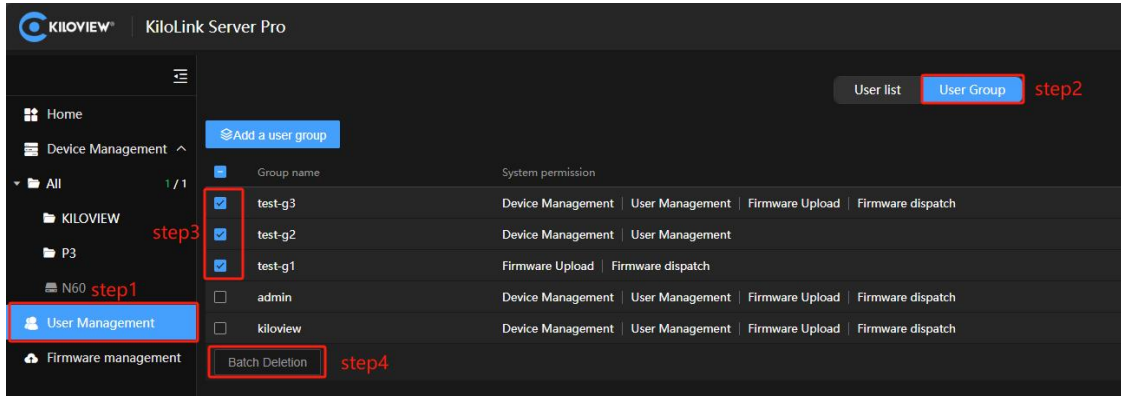 KILOVIEW® KiloLink Server Pro
User list User Group step2
Home
Add a user group
Device Management
Group name System permission
All 1 / 1
test-g3 Device Management | User Management | Firmware Upload | Firmware dispatch
KILOVIEW
step3 test-g2 Device Management | User Management
P3
test-g1 Firmware Upload | Firmware dispatch
N60 step1
admin Device Management | User Management | Firmware Upload | Firmware dispatch
User Management
kiloview Device Management | User Management | Firmware Upload | Firmware dispatch
Firmware management
Batch Deletion step4